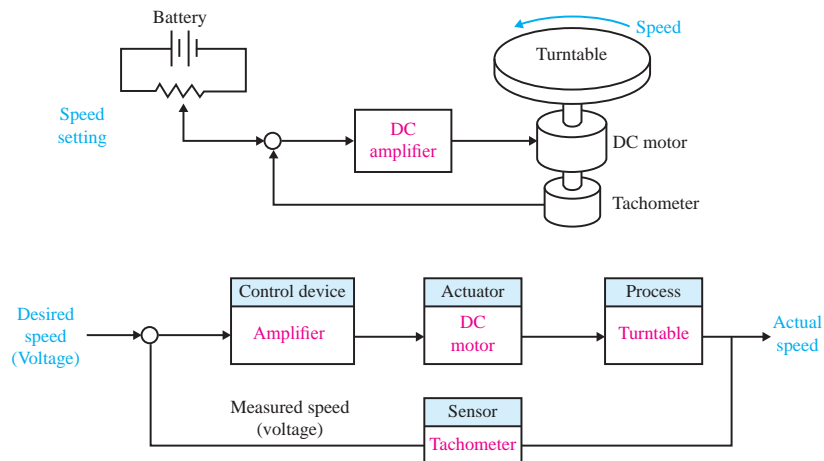 Battery
Speed
Turntable
Speed
setting
DC
amplifier
DC motor
Tachometer
Control device
Actuator
Process
Desired
speed
(Voltage)
Amplifier
DC
motor
Turntable
Actual
speed
Measured speed
(voltage)
Sensor
Tachometer